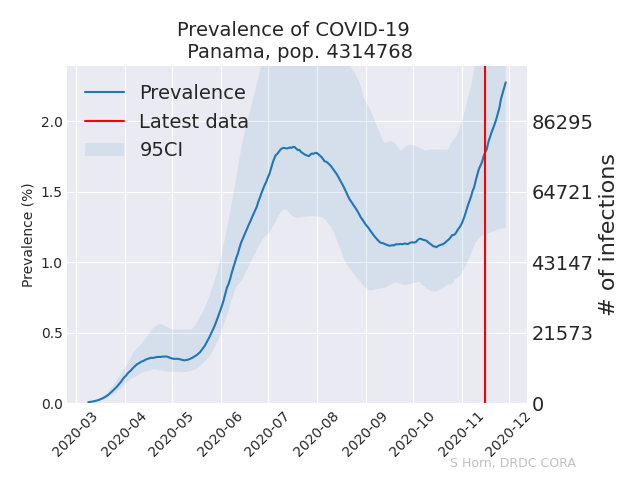 Prevalence of COVID-19
Panama, pop. 4314768
Prevalence
Latest data
95CI
Prevalence (%)
2.0
1.5
1.0
0.5
0.0
86295
64721
43147
21573
0
# of infections
2020-03
2020-04
2020-05
2020-06
2020-07
2020-08
2020-09
2020-10
2020-11
2020-12
S Horn, DRDC CORA